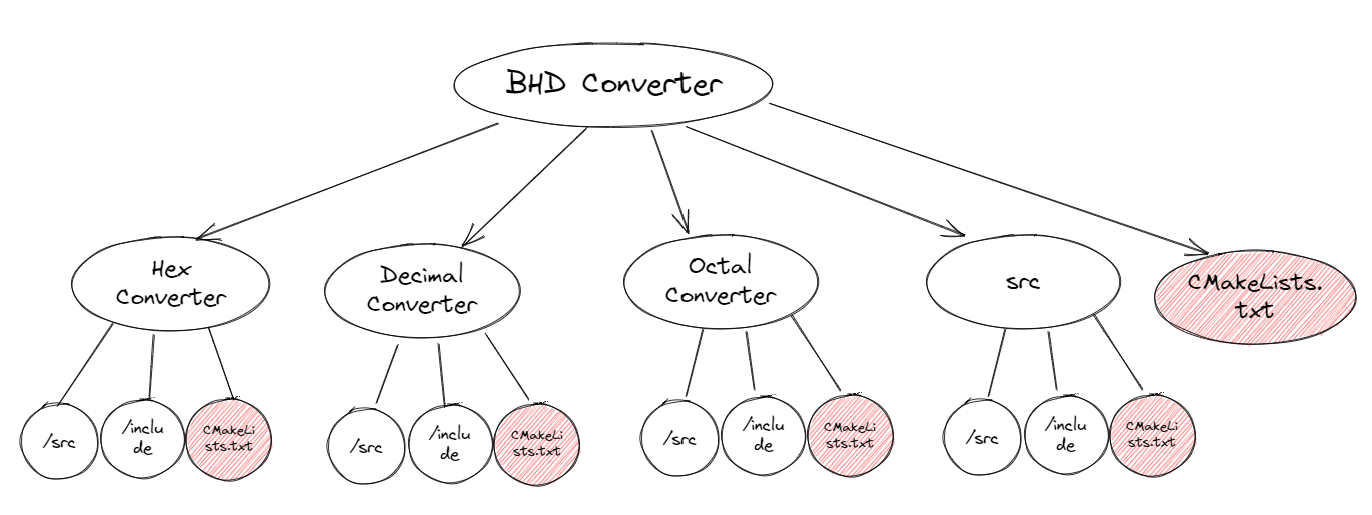 BHD Converter
Hex
Converter
Decimal
Converter
Octal
Converter
src
CMakeLists.
txt
/src
/inclu
de
CMakeLi
sts.txt
/src
/inclu
de
CMakeLi
sts.txt
/src
/inclu
de
CMakeLi
sts.txt
/src
/inclu
de
CMakeLi
sts.txt